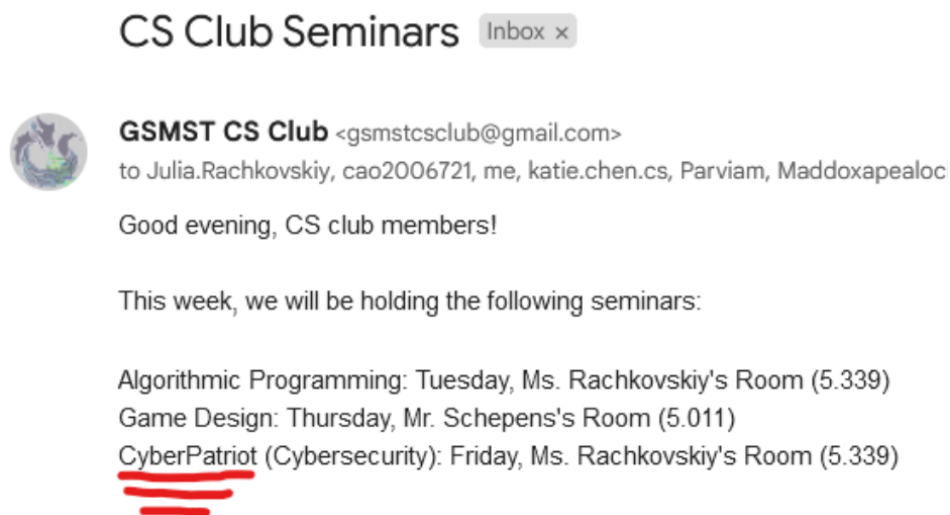 CS Club Seminars Inbox ×
GSMST CS Club <gsmstcsclub@gmail.com>
to Julia.Rachkovskiy, cao2006721, me, katie.chen.cs, Parviam, Maddoxapealoc
Good evening, CS club members!
This week, we will be holding the following seminars:
Algorithmic Programming: Tuesday, Ms. Rachkovskiy's Room (5.339)
Game Design: Thursday, Mr. Schepens's Room (5.011)
CyberPatriot (Cybersecurity): Friday, Ms. Rachkovskiy's Room (5.339)